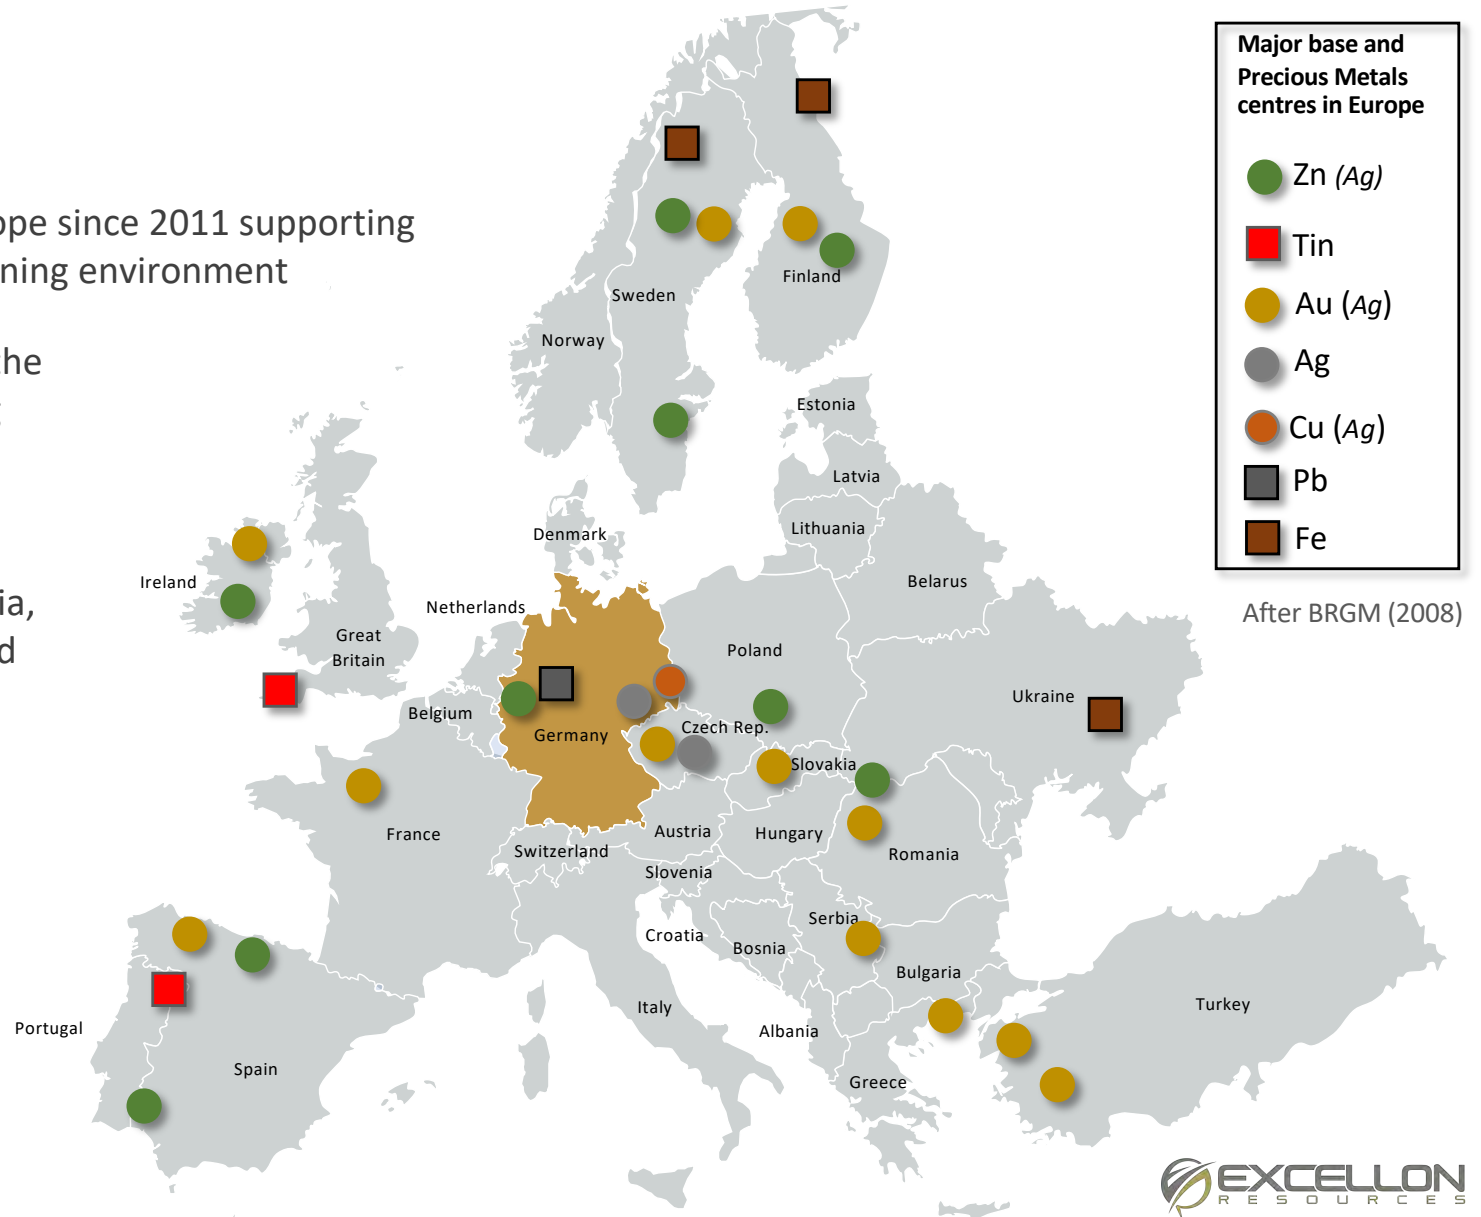 ope since 2011 supporting
ning environment
the
ia,
d
Major base and
Precious Metals
centres in Europe
Zn (Ag)
Tin
Au (Ag)
Ag
Cu (Ag)
Pb
Fe
After BRGM (2008)
Sweden
Finland
Norway
Estonia
Latvia
Lithuania
Denmark
Belarus
Ireland
Netherlands
Great
Britain
Poland
Ukraine
Belgium
Germany
Czech Rep.
Slovakia
France
Austria
Hungary
Switzerland
Romania
Slovenia
Serbia
Croatia
Bosnia
Bulgaria
Italy
Turkey
Portugal
Albania
Spain
Greece
EXCELLON
RESOURCES